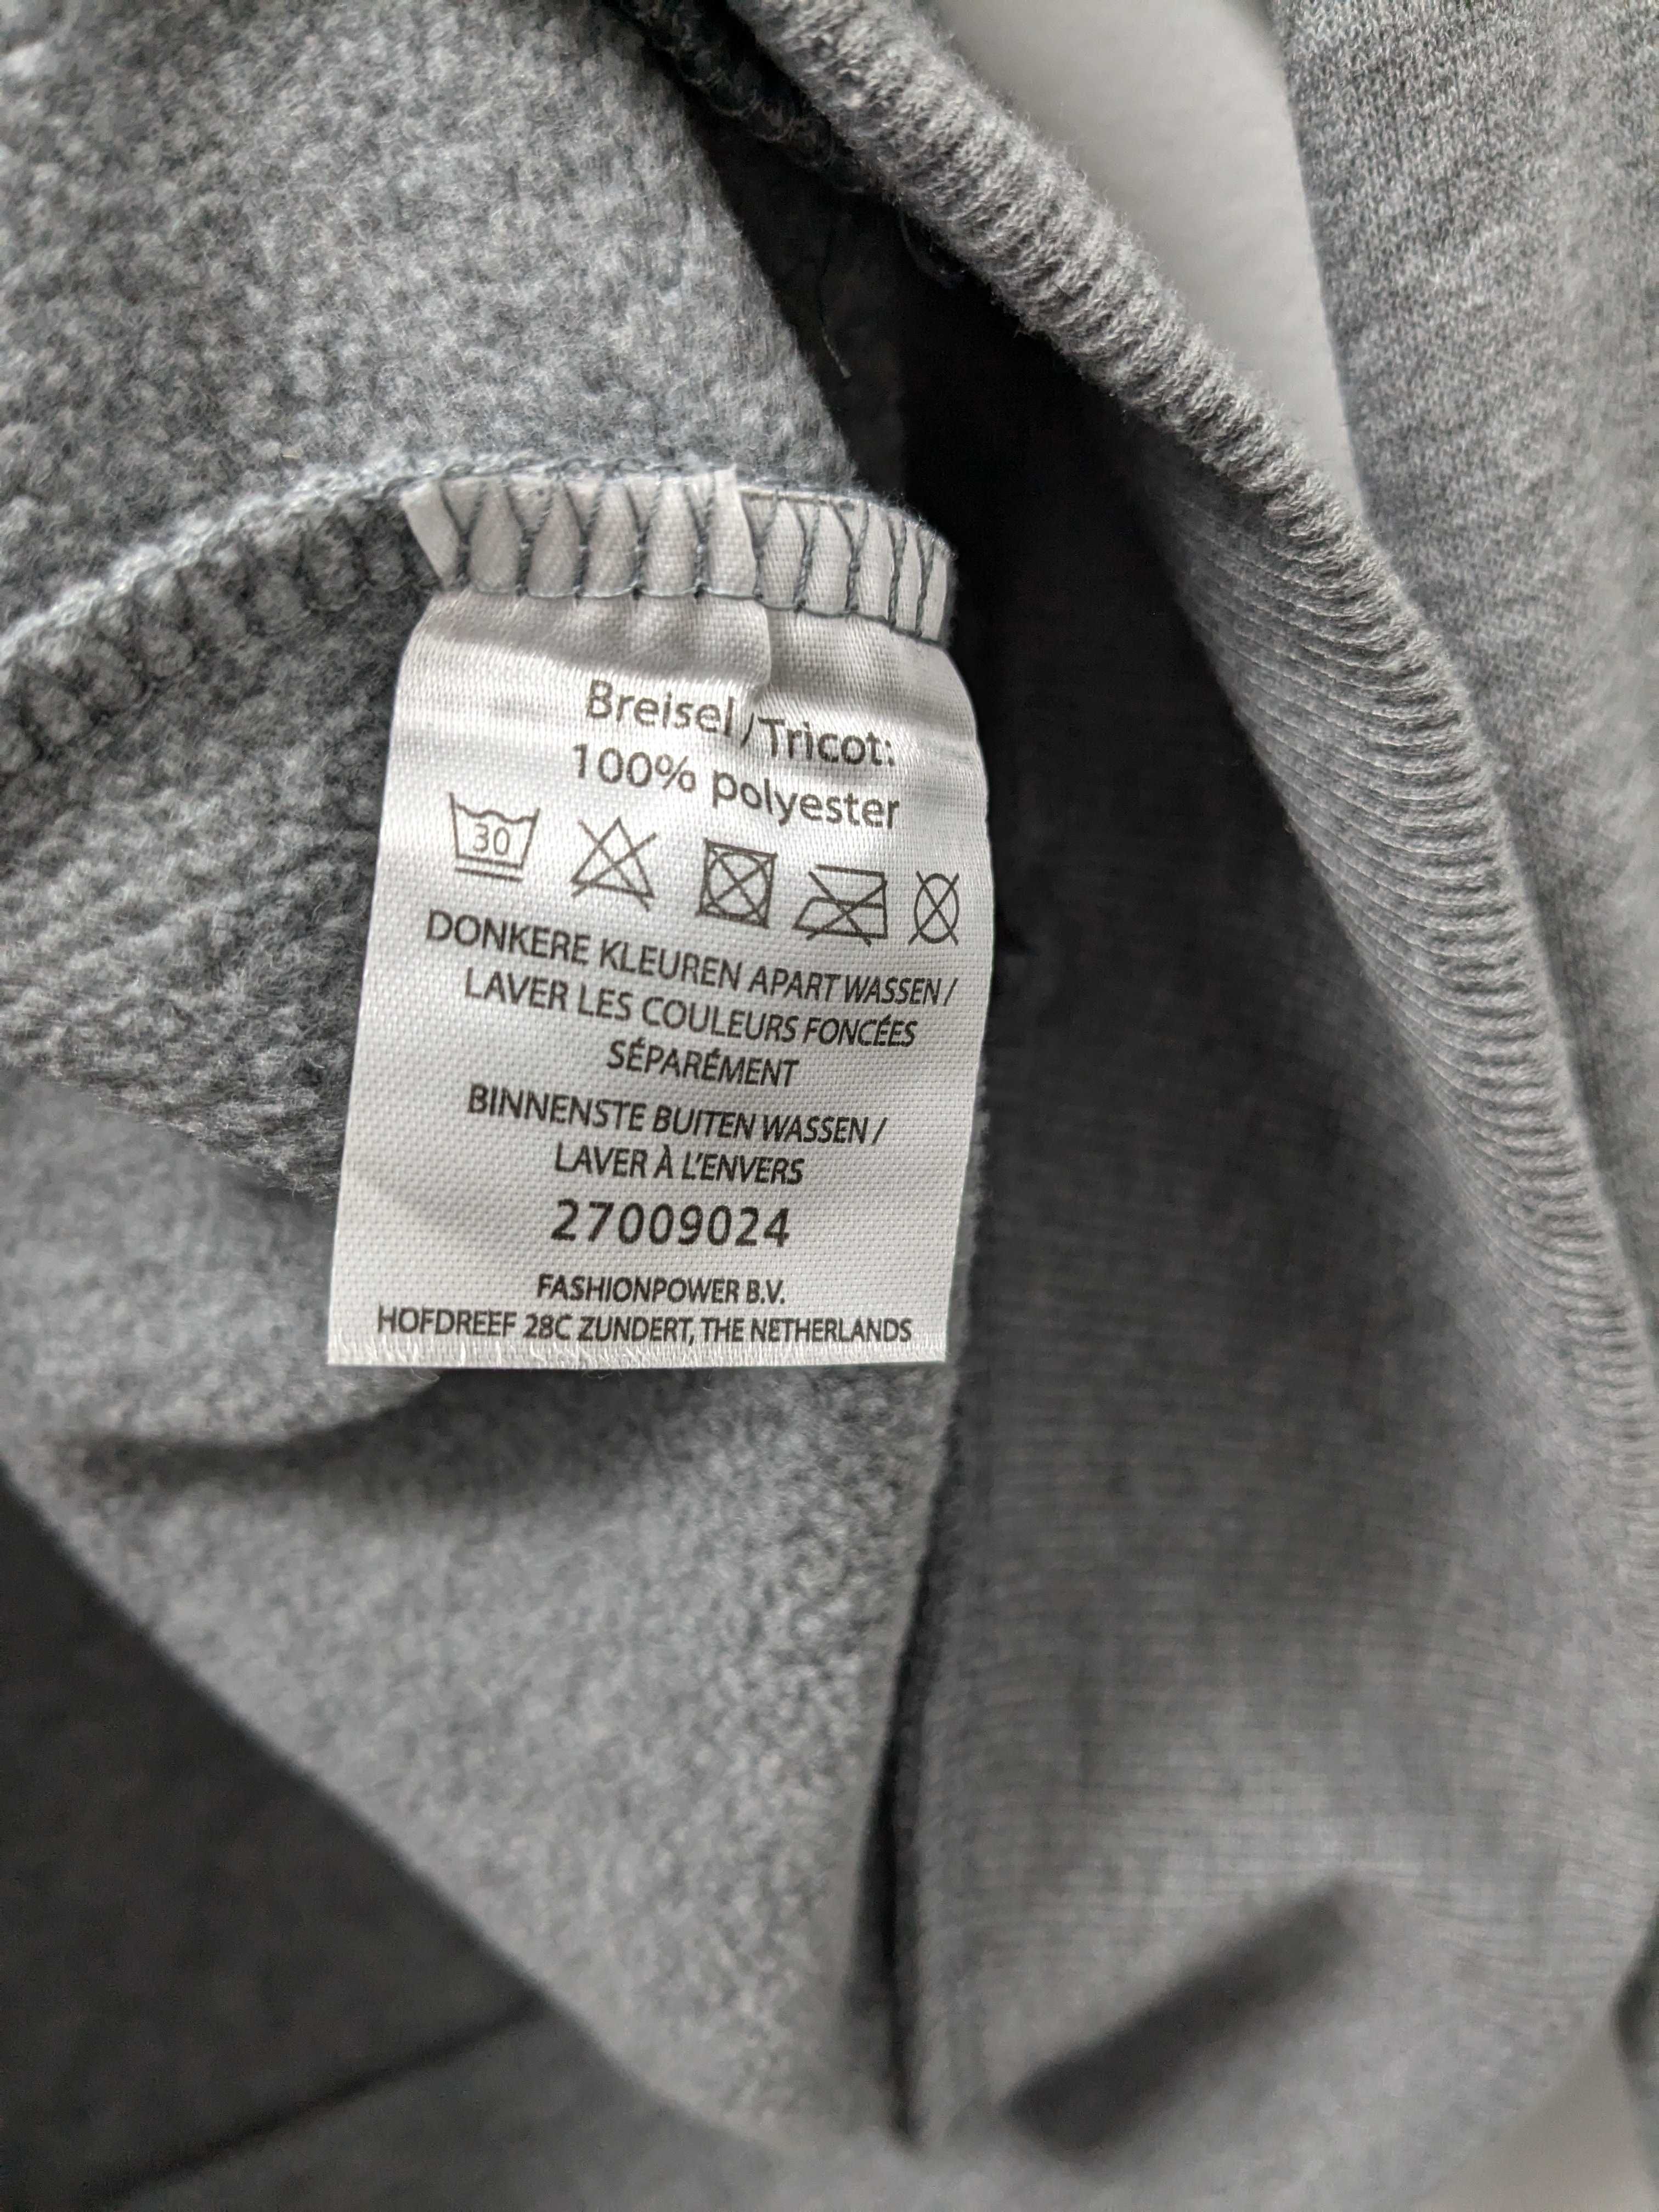 Breisel/Tricot:
100% polyester
30
DONKERE KLEUREN APART WASSEN/
LAVER LES COULEURS FONCÉES
SÉPARÉMENT
BINNENSTE BUITEN WASSEN/
LAVER À L'ENVERS
27009024
FASHIONPOWER B.V.
HOFDREEF 28C ZUNDERT, THE NETHERLANDS